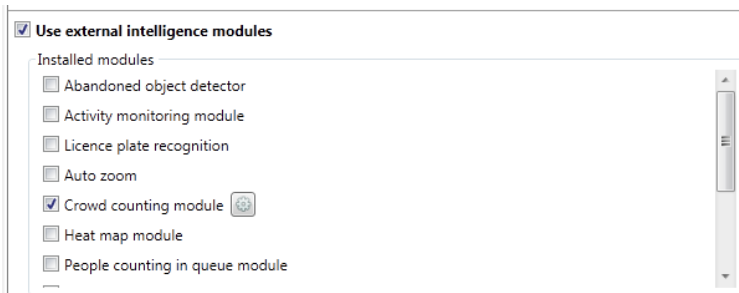 Use external intelligence modules
Installed modules
Abandoned object detector
Activity monitoring module
Licence plate recognition
Auto zoom
Crowd counting module
Heat map module
People counting in queue module